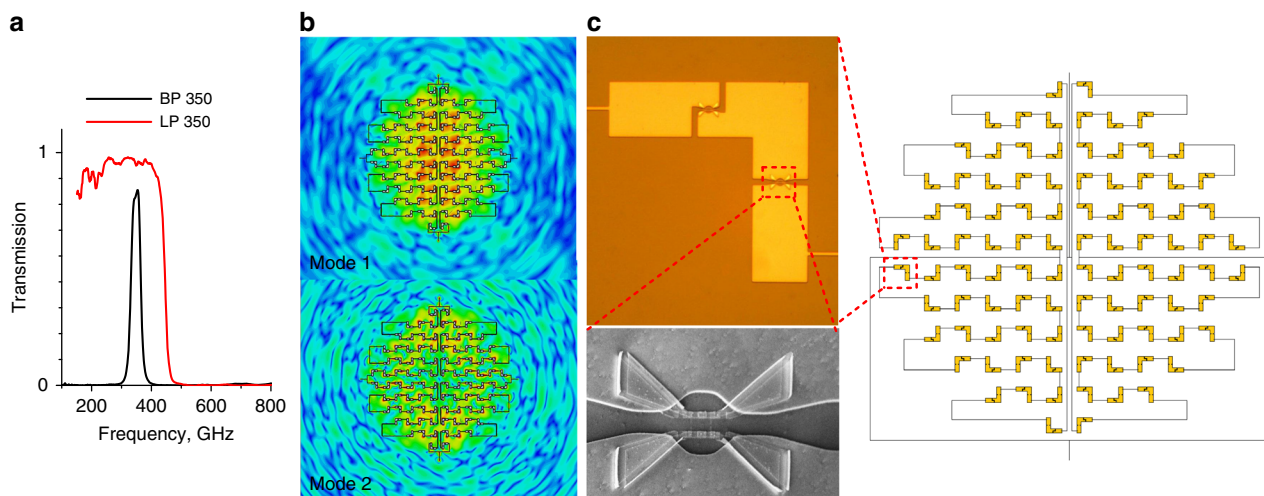 a
b
c
BP 350
LP 350
1
Transmission
0
200
400
600
800
Frequency, GHz
Mode 1
Mode 2